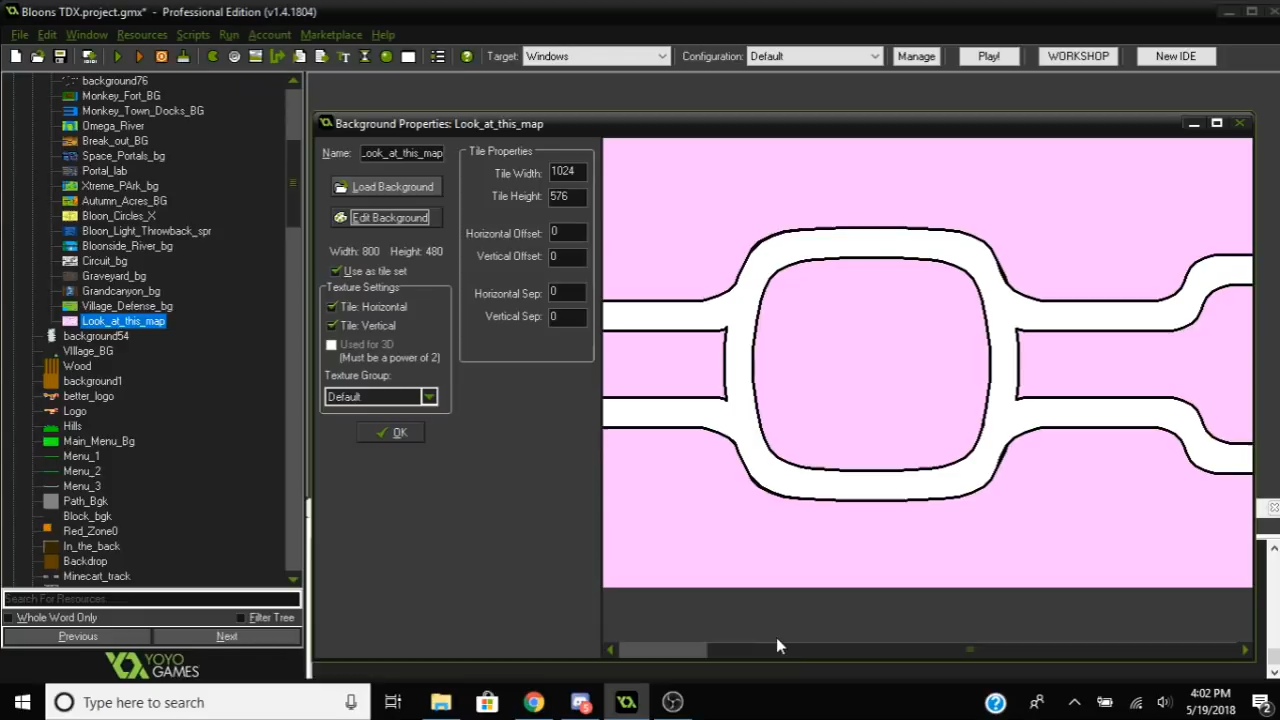 Bloons TDX.project.gmx* - Professional Edition (v1.4.1804)
File Edit Window Resources Scripts Run Account Marketplace Help
Target: Windows Configuration: Default Manage Play! WORKSHOP New IDE
background76
Monkey_Fort_BG
Monkey_Town_Docks_BG
Omega_River
Break_out_BG
Space_Portals_bg
Portal_lab
Xtreme_PArk_bg
Autumn_Acres_BG
Bloon_Circles_X
Bloon_Light_Throwback_spr
Bloonside_River_bg
Circuit_bg
Graveyard_bg
Grandcanyon_bg
Village_Defense_bg
Look_at_this_map
background54
VIllage_BG
Wood
background1
better_logo
Logo
Hills
Main_Menu_Bg
Menu_1
Menu_2
Menu_3
Path_Bgk
Block_bgk
Red_Zone0
In_the_back
Backdrop
Minecart_track
Search For Resources
Whole Word Only Filter Tree
Previous Next
YOYO
GAMES
Background Properties: Look_at_this_map
Name: Look_at_this_map
Load Background
Edit Background
Width: 800 Height: 480
Use as tile set
Texture Settings
Tile: Horizontal
Tile: Vertical
Used for 3D
(Must be a power of 2)
Texture Group:
Default
OK
Tile Properties
Tile Width: 1024
Tile Height: 576
Horizontal Offset: 0
Vertical Offset: 0
Horizontal Sep: 0
Vertical Sep: 0
Type here to search
4:02 PM
5/19/2018
2